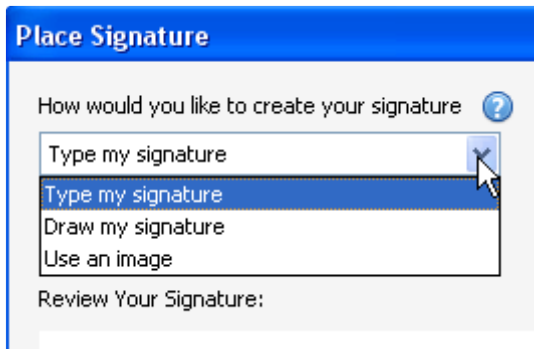 Place Signature
How would you like to create your signature ?
Type my signature
Type my signature
Draw my signature
Use an image
Review Your Signature: